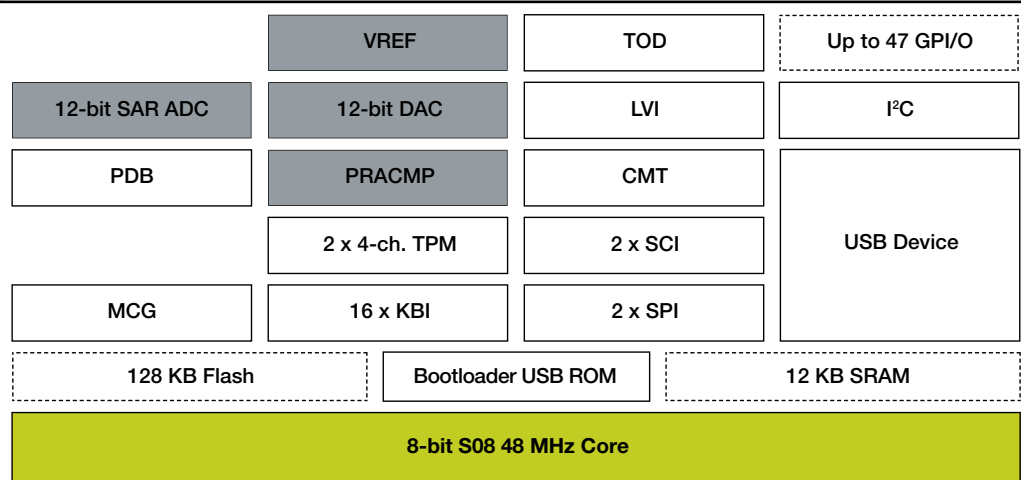 VREF
TOD
Up to 47 GPI/O
12-bit SAR ADC
12-bit DAC
LVI
I²C
PDB
PRACMP
CMT
USB Device
2 x 4-ch. TPM
2 x SCI
MCG
16 x KBI
2 x SPI
128 KB Flash
Bootloader USB ROM
12 KB SRAM
8-bit S08 48 MHz Core